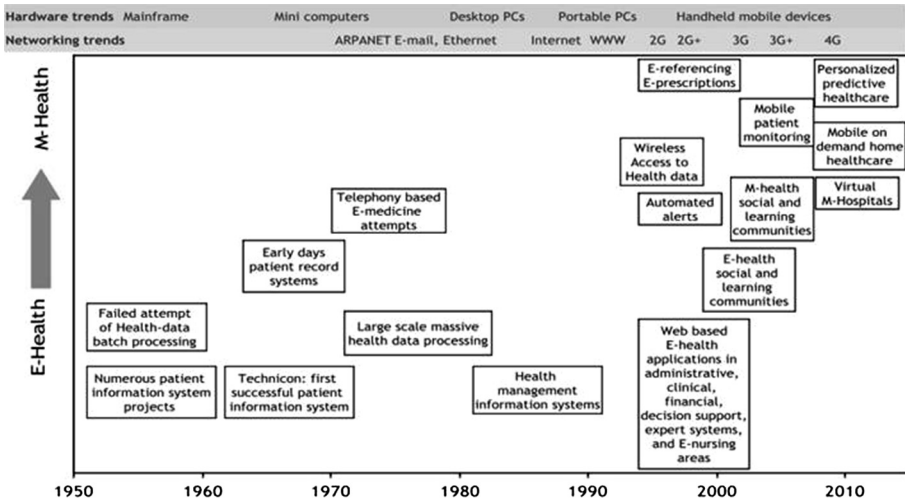 Hardware trends Mainframe Mini computers Desktop PCs Portable PCs Handheld mobile devices
Networking trends ARPANET E-mail, Ethernet Internet WWW 2G 2G+ 3G 3G+ 4G
M-Health
E-Health
E-referencing
E-prescriptions
Personalized
predictive
healthcare
Mobile
patient
monitoring
Mobile on
demand home
healthcare
Wireless
Access to
Health data
Telephony based
E-medicine
attempts
Automated
alerts
M-health
social and
learning
communities
Virtual
M-Hospitals
Early days
patient record
systems
E-health
social and
learning
communities
Failed attempt
of Health-data
batch processing
Large scale massive
health data processing
Web based
E-health
applications in
administrative,
clinical,
financial,
decision support,
expert systems,
and E-nursing
areas
Numerous patient
information system
projects
Technicon: first
successful patient
information system
Health
management
information systems
1950 1960 1970 1980 1990 2000 2010